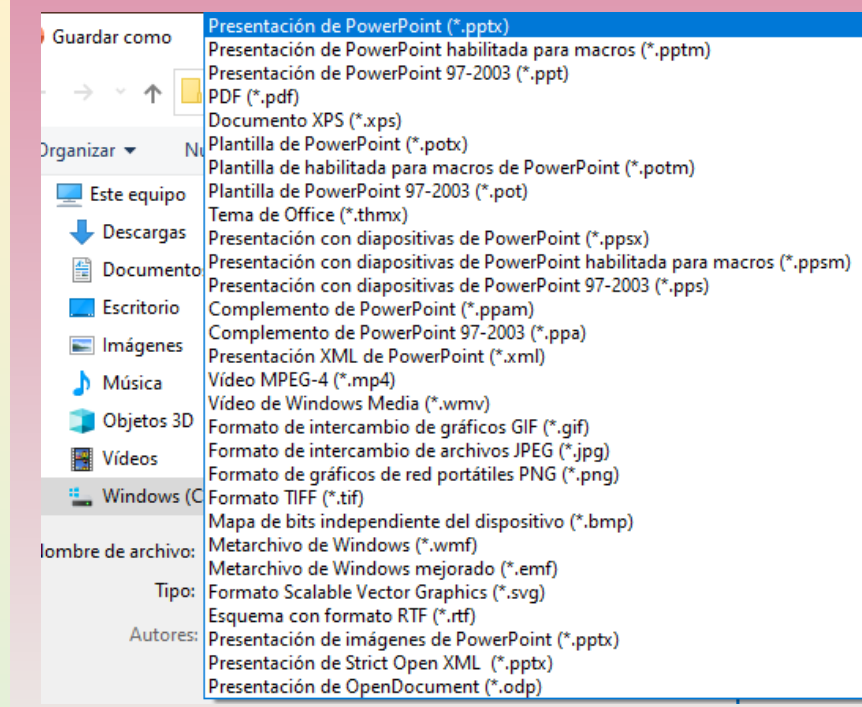 Guardar como
Organizar
Este equipo
Descargas
Escritorio
Imágenes
Música
Objetos 3D
Vídeos
Windows (C
Tipo:
Autores:
Presentación de PowerPoint (*.pptx)
Presentación de PowerPoint habilitada para macros (*.pptm)
Presentación de PowerPoint 97-2003 (*.ppt)
PDF (*.pdf)
Documento XPS (*.xps)
Plantilla de PowerPoint (*.potx)
Plantilla de habilitada para macros de PowerPoint (*.potm)
Plantilla de PowerPoint 97-2003 (*.pot)
Tema de Office (*.thmx)
Presentación con diapositivas de PowerPoint (*.ppsx)
Presentación con diapositivas de PowerPoint habilitada para macros (*.ppsm)
Presentación con diapositivas de PowerPoint 97-2003 (*.pps)
Complemento de PowerPoint (*.ppam)
Complemento de PowerPoint 97-2003 (*.ppa)
Presentación XML de PowerPoint (*.xml)
Vídeo MPEG-4 (*.mp4)
Vídeo de Windows Media (*.wmv)
Formato de intercambio de gráficos GIF (*.gif)
Formato de intercambio de archivos JPEG (*.jpg)
Formato de gráficos de red portátiles PNG (*.png)
Formato TIFF (*.tif)
Mapa de bits independiente del dispositivo (*.bmp)
Metarchivo de Windows (*.wmf)
Metarchivo de Windows mejorado (*.emf)
Formato Scalable Vector Graphics (*.svg)
Esquema con formato RTF (*.rtf)
Presentación de imágenes de PowerPoint (*.pptx)
Presentación de Strict Open XML (*.pptx)
Presentación de OpenDocument (*.odp)